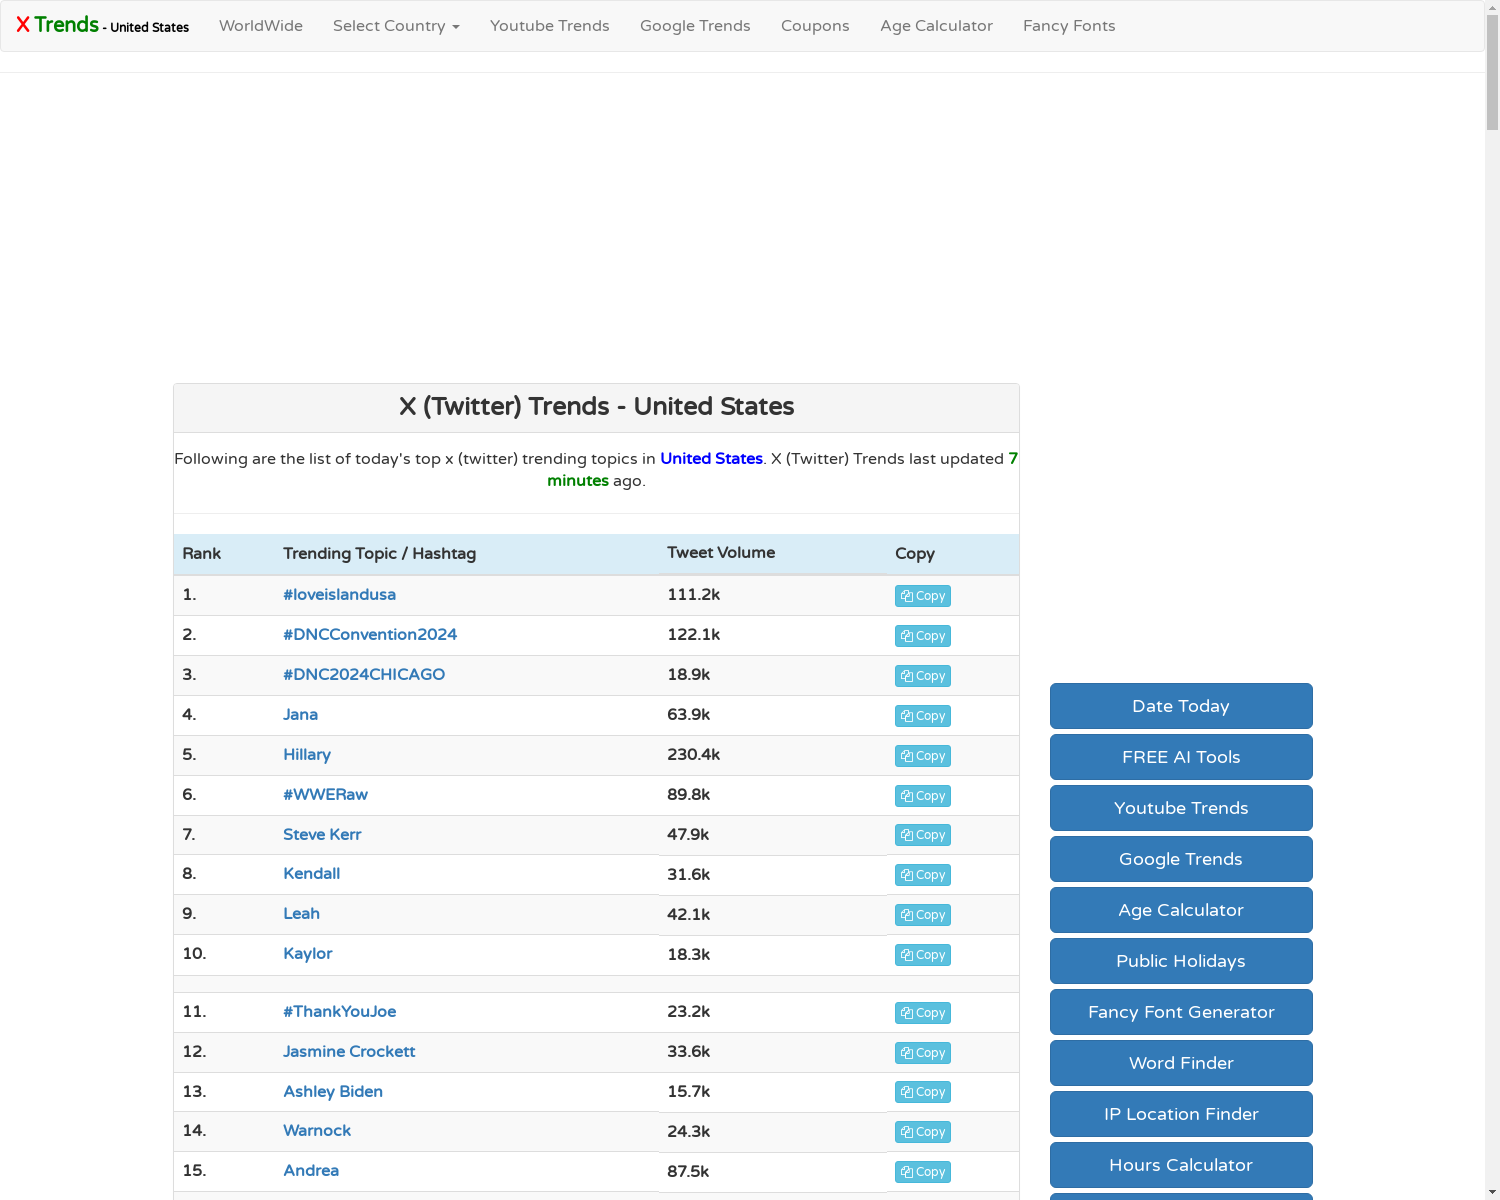 X Trends - United States WorldWide Select Country Youtube Trends Google Trends Coupons Age Calculator Fancy Fonts
X (Twitter) Trends - United States
Following are the list of today's top x (twitter) trending topics in United States. X (Twitter) Trends last updated 7
minutes ago.
Rank Trending Topic / Hashtag Tweet Volume Copy
1. #loveislandusa 111.2k Copy
2. #DNCConvention2024 122.1k Copy
3. #DNC2024CHICAGO 18.9k Copy
4. Jana 63.9k Copy
5. Hillary 230.4k Copy
6. #WWERaw 89.8k Copy
7. Steve Kerr 47.9k Copy
8. Kendall 31.6k Copy
9. Leah 42.1k Copy
10. Kaylor 18.3k Copy
11. #ThankYouJoe 23.2k Copy
12. Jasmine Crockett 33.6k Copy
13. Ashley Biden 15.7k Copy
14. Warnock 24.3k Copy
15. Andrea 87.5k Copy
Date Today
FREE AI Tools
Youtube Trends
Google Trends
Age Calculator
Public Holidays
Fancy Font Generator
Word Finder
IP Location Finder
Hours Calculator